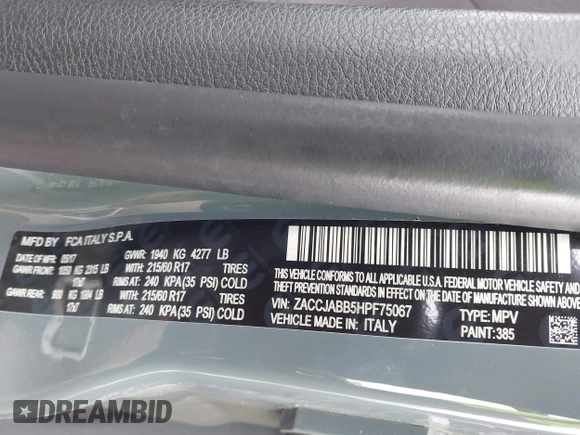 MFD BY FCA ITALY S.P.A.
DATE OF MFR. 05/17 GVWR: 1940 KG 4277 LB
GAWR FRONT: 1050 KG 2315 LB WITH: 215/60 R17 TIRES
17x7 RIMS AT: 240 KPA (35 PSI) COLD
GAWR REAR: 900 KG 1984 LB WITH: 215/60 R17 TIRES
17x7 RIMS AT: 240 KPA (35 PSI) COLD
THIS VEHICLE CONFORMS TO ALL APPLICABLE U.S.A. FEDERAL MOTOR VEHICLE SAFETY AND
THEFT PREVENTION STANDARDS IN EFFECT ON THE DATE OF MANUFACTURE SHOWN ABOVE.
VIN: ZACCJABB5HPF75067 TYPE: MPV
VEHICLE MADE IN: ITALY PAINT: 385
DREAMBID